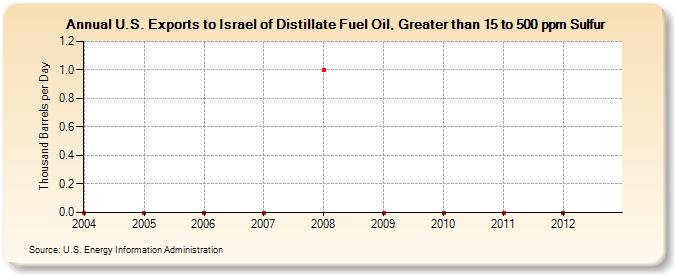 Annual U.S. Exports to Israel of Distillate Fuel Oil, Greater than 15 to 500 ppm Sulfur
Thousand Barrels per Day
1.2
1.0
0.8
0.6
0.4
0.2
0.0
2004 2005 2006 2007 2008 2009 2010 2011 2012
Source: U.S. Energy Information Administration